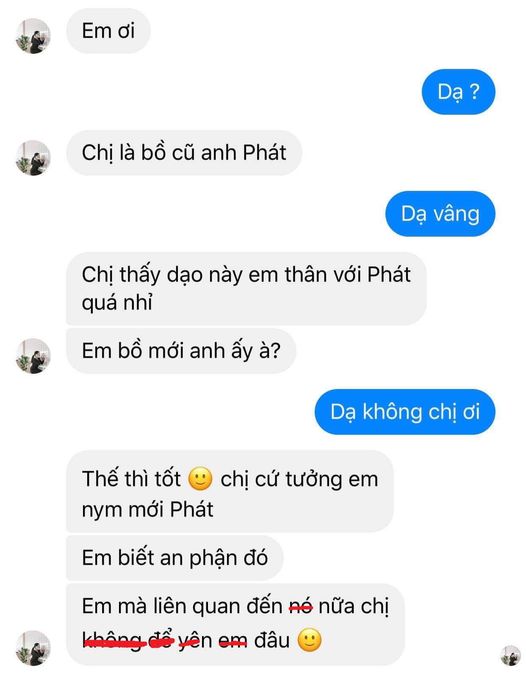 Em ơi
Dạ ?
Chị là bồ cũ anh Phát
Dạ vâng
Chị thấy dạo này em thân với Phát
quá nhỉ
Em bồ mới anh ấy à?
Dạ không chị ơi
Thế thì tốt 🙂 chị cứ tưởng em
nym mới Phát
Em biết an phận đó
Em mà liên quan đến nó nữa chị
không để yên em đâu 🙂